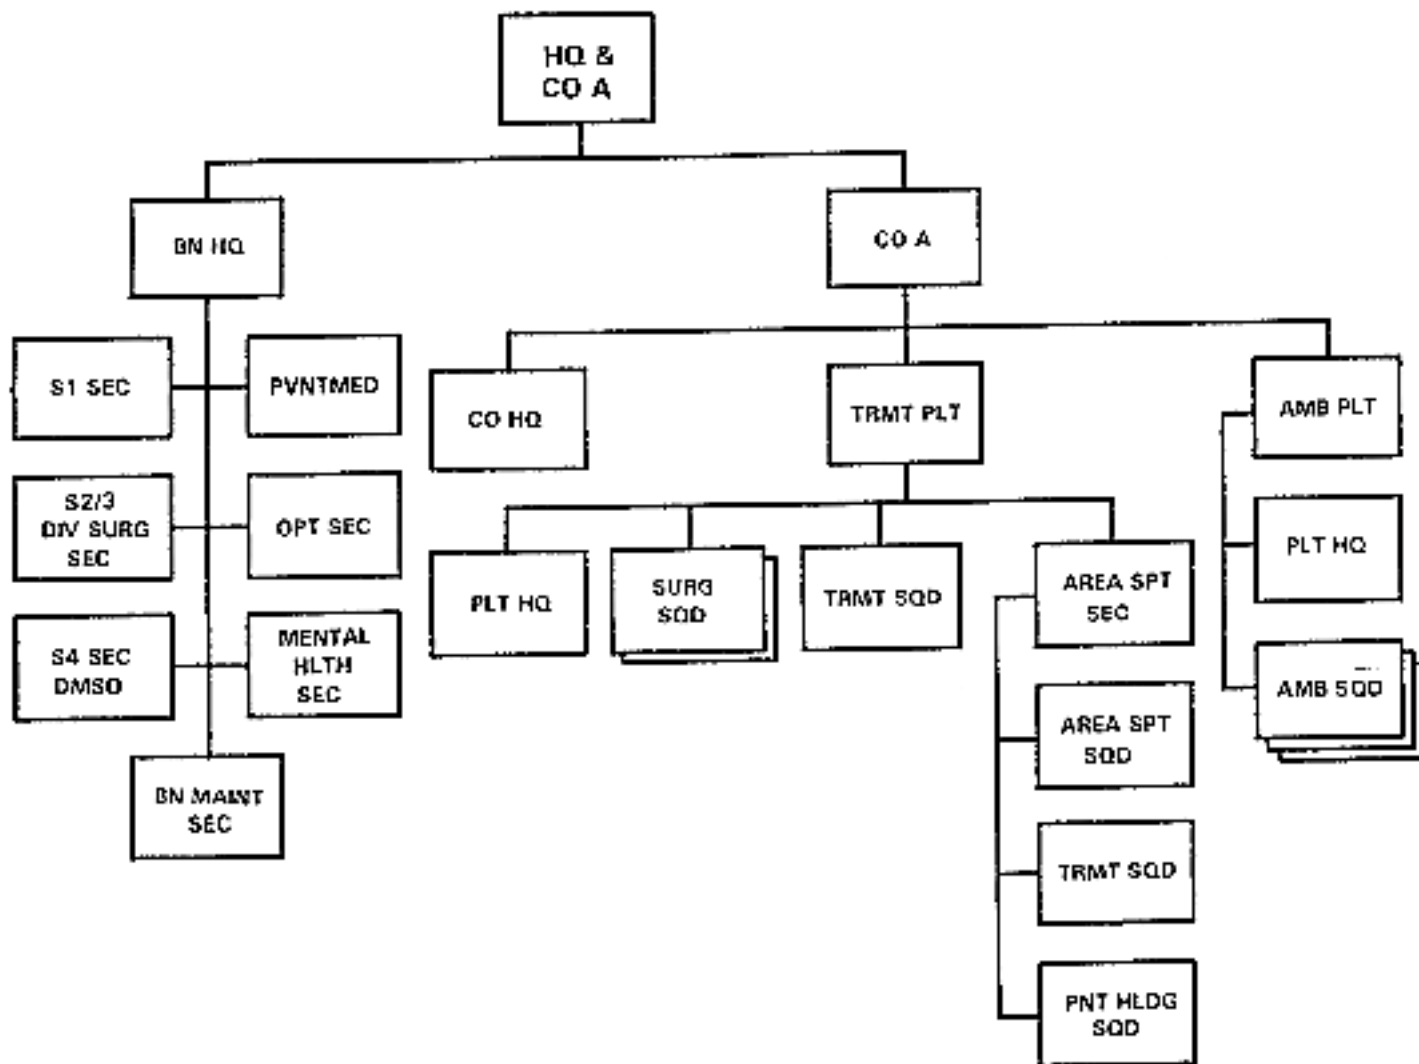 HQ &
CO A
BN HQ
CO A
S1 SEC
PVNTMED
CO HQ
TRMT PLT
AMB PLT
S2/3
DIV SURG
SEC
OPT SEC
PLT HQ
SURG
SQD
TRMT SQD
AREA SPT
SEC
PLT HQ
S4 SEC
DMSO
MENTAL
HLTH
SEC
AREA SPT
SQD
AMB SQD
BN MAINT
SEC
TRMT SQD
PNT HLDG
SQD